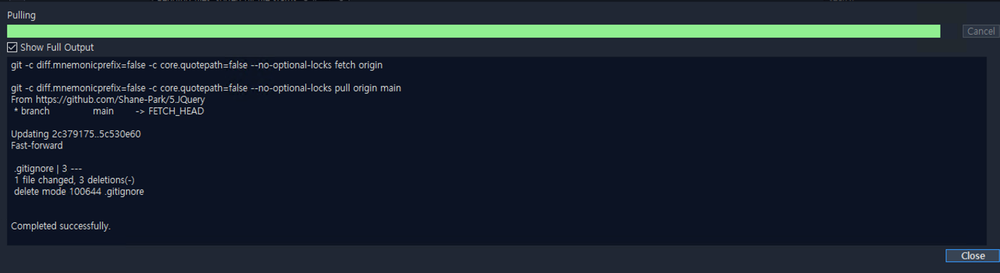 Pulling
Cancel
Show Full Output
git -c diff.mnemonicprefix=false -c core.quotepath=false --no-optional-locks fetch origin
git -c diff.mnemonicprefix=false -c core.quotepath=false --no-optional-locks pull origin main
From https://github.com/Shane-Park/5.JQuery
* branch main -> FETCH_HEAD
Updating 2c379175..5c530e60
Fast-forward
.gitignore | 3 ---
1 file changed, 3 deletions(-)
delete mode 100644 .gitignore
Completed successfully.
Close